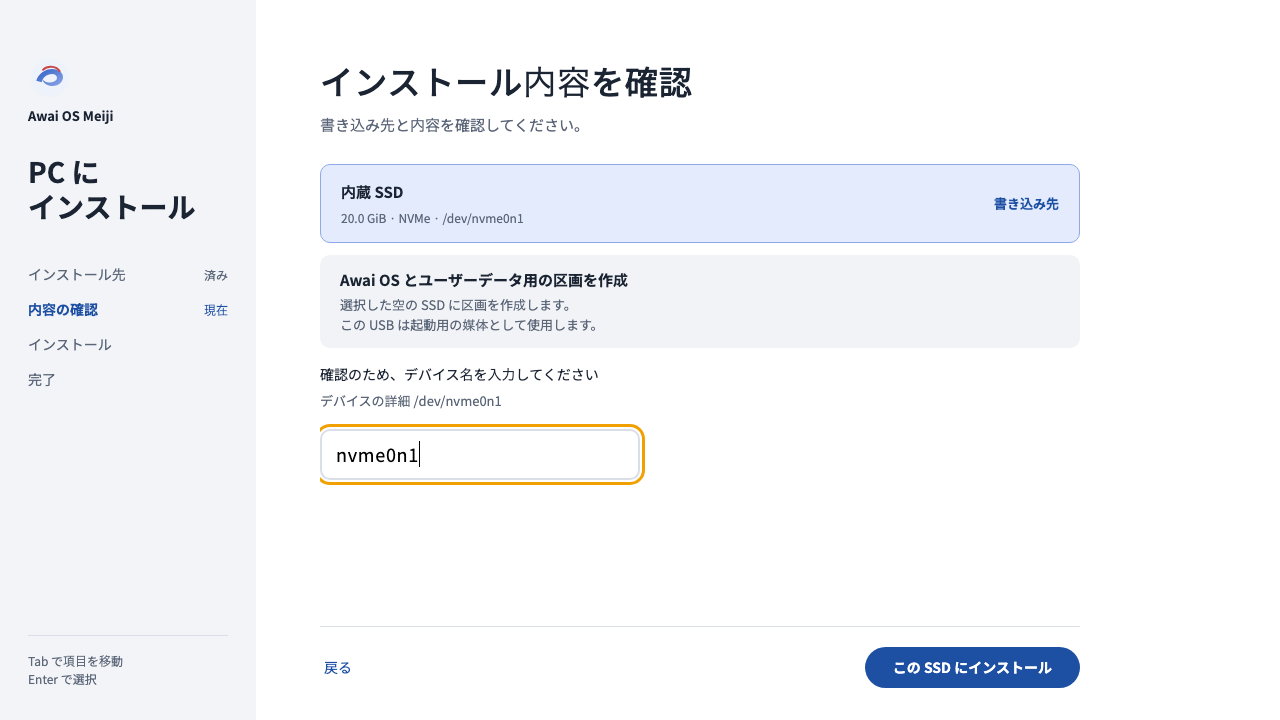 Awai OS Meiji
PC に
インストール
インストール先 済み
内容の確認 現在
インストール
完了
Tab で項目を移動
Enter で選択
インストール内容を確認
書き込み先と内容を確認してください。
内蔵 SSD
20.0 GiB · NVMe · /dev/nvme0n1
書き込み先
Awai OS とユーザーデータ用の区画を作成
選択した空の SSD に区画を作成します。
この USB は起動用の媒体として使用します。
確認のため、デバイス名を入力してください
デバイスの詳細 /dev/nvme0n1
nvme0n1
戻る
この SSD にインストール